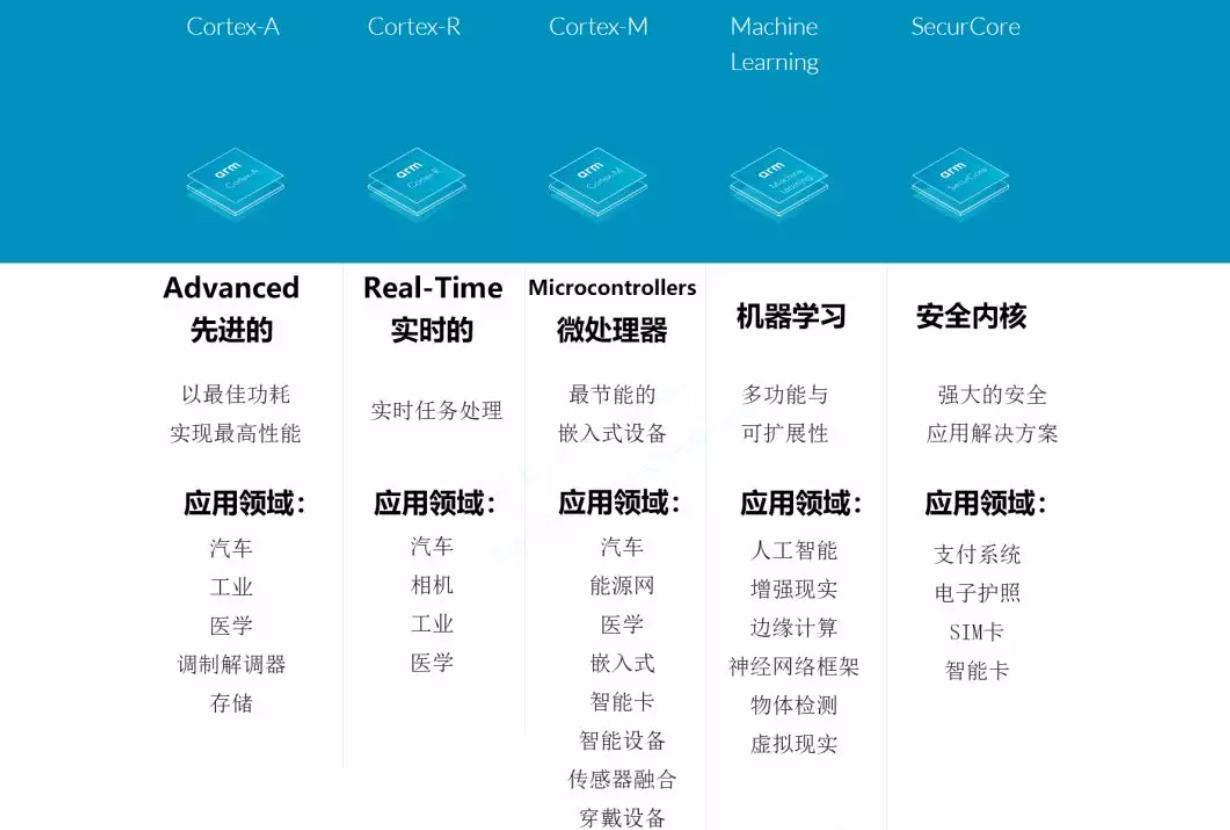 Cortex-A
Cortex-R
Cortex-M
Machine
Learning
SecurCore
arm
Cortex-A
arm
Cortex-R
arm
Cortex-M
arm
Machine
Learning
arm
SecurCore
Advanced
先进的
以最佳功耗
实现最高性能
应用领域：
汽车
工业
医学
调制解调器
存储
Real-Time
实时的
实时任务处理
应用领域：
汽车
相机
工业
医学
Microcontrollers
微处理器
最节能的
嵌入式设备
应用领域：
汽车
能源网
医学
嵌入式
智能卡
智能设备
传感器融合
穿戴设备
机器学习
多功能与
可扩展性
应用领域：
人工智能
增强现实
边缘计算
神经网络框架
物体检测
虚拟现实
安全内核
强大的安全
应用解决方案
应用领域：
支付系统
电子护照
SIM卡
智能卡